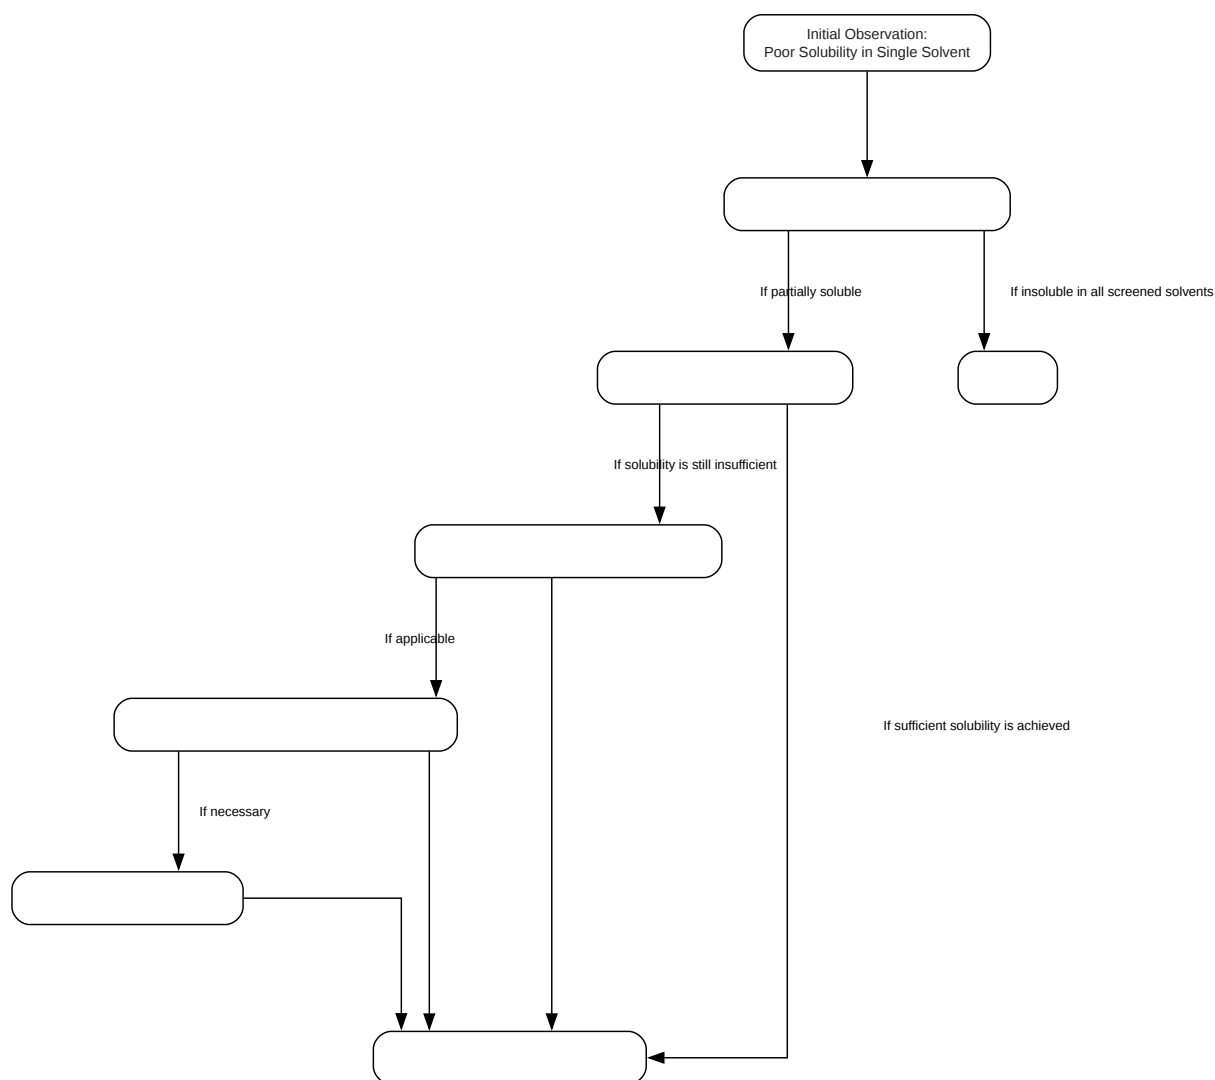 Initial Observation:
Poor Solubility in Single Solvent
If partially soluble
If insoluble in all screened solvents
If solubility is still insufficient
If applicable
If sufficient solubility is achieved
If necessary